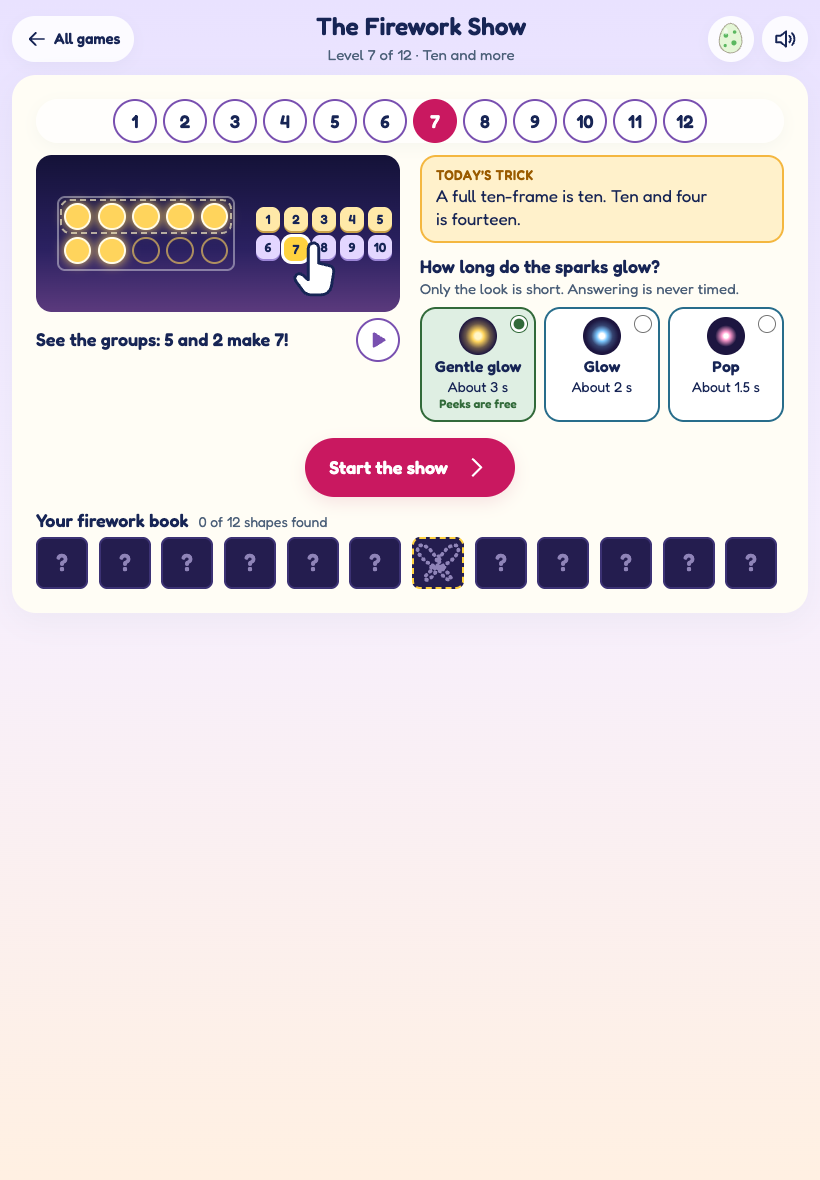 All games
The Firework Show
Level 7 of 12 · Ten and more
1 2 3 4 5 6 7 8 9 10 11 12
1 2 3 4 5
6 7 8 9 10
See the groups: 5 and 2 make 7!
TODAY'S TRICK
A full ten-frame is ten. Ten and four
is fourteen.
How long do the sparks glow?
Only the look is short. Answering is never timed.
Gentle glow
About 3 s
Peeks are free
Glow
About 2 s
Pop
About 1.5 s
Start the show
Your firework book 0 of 12 shapes found
? ? ? ? ? ? ? ? ? ? ?